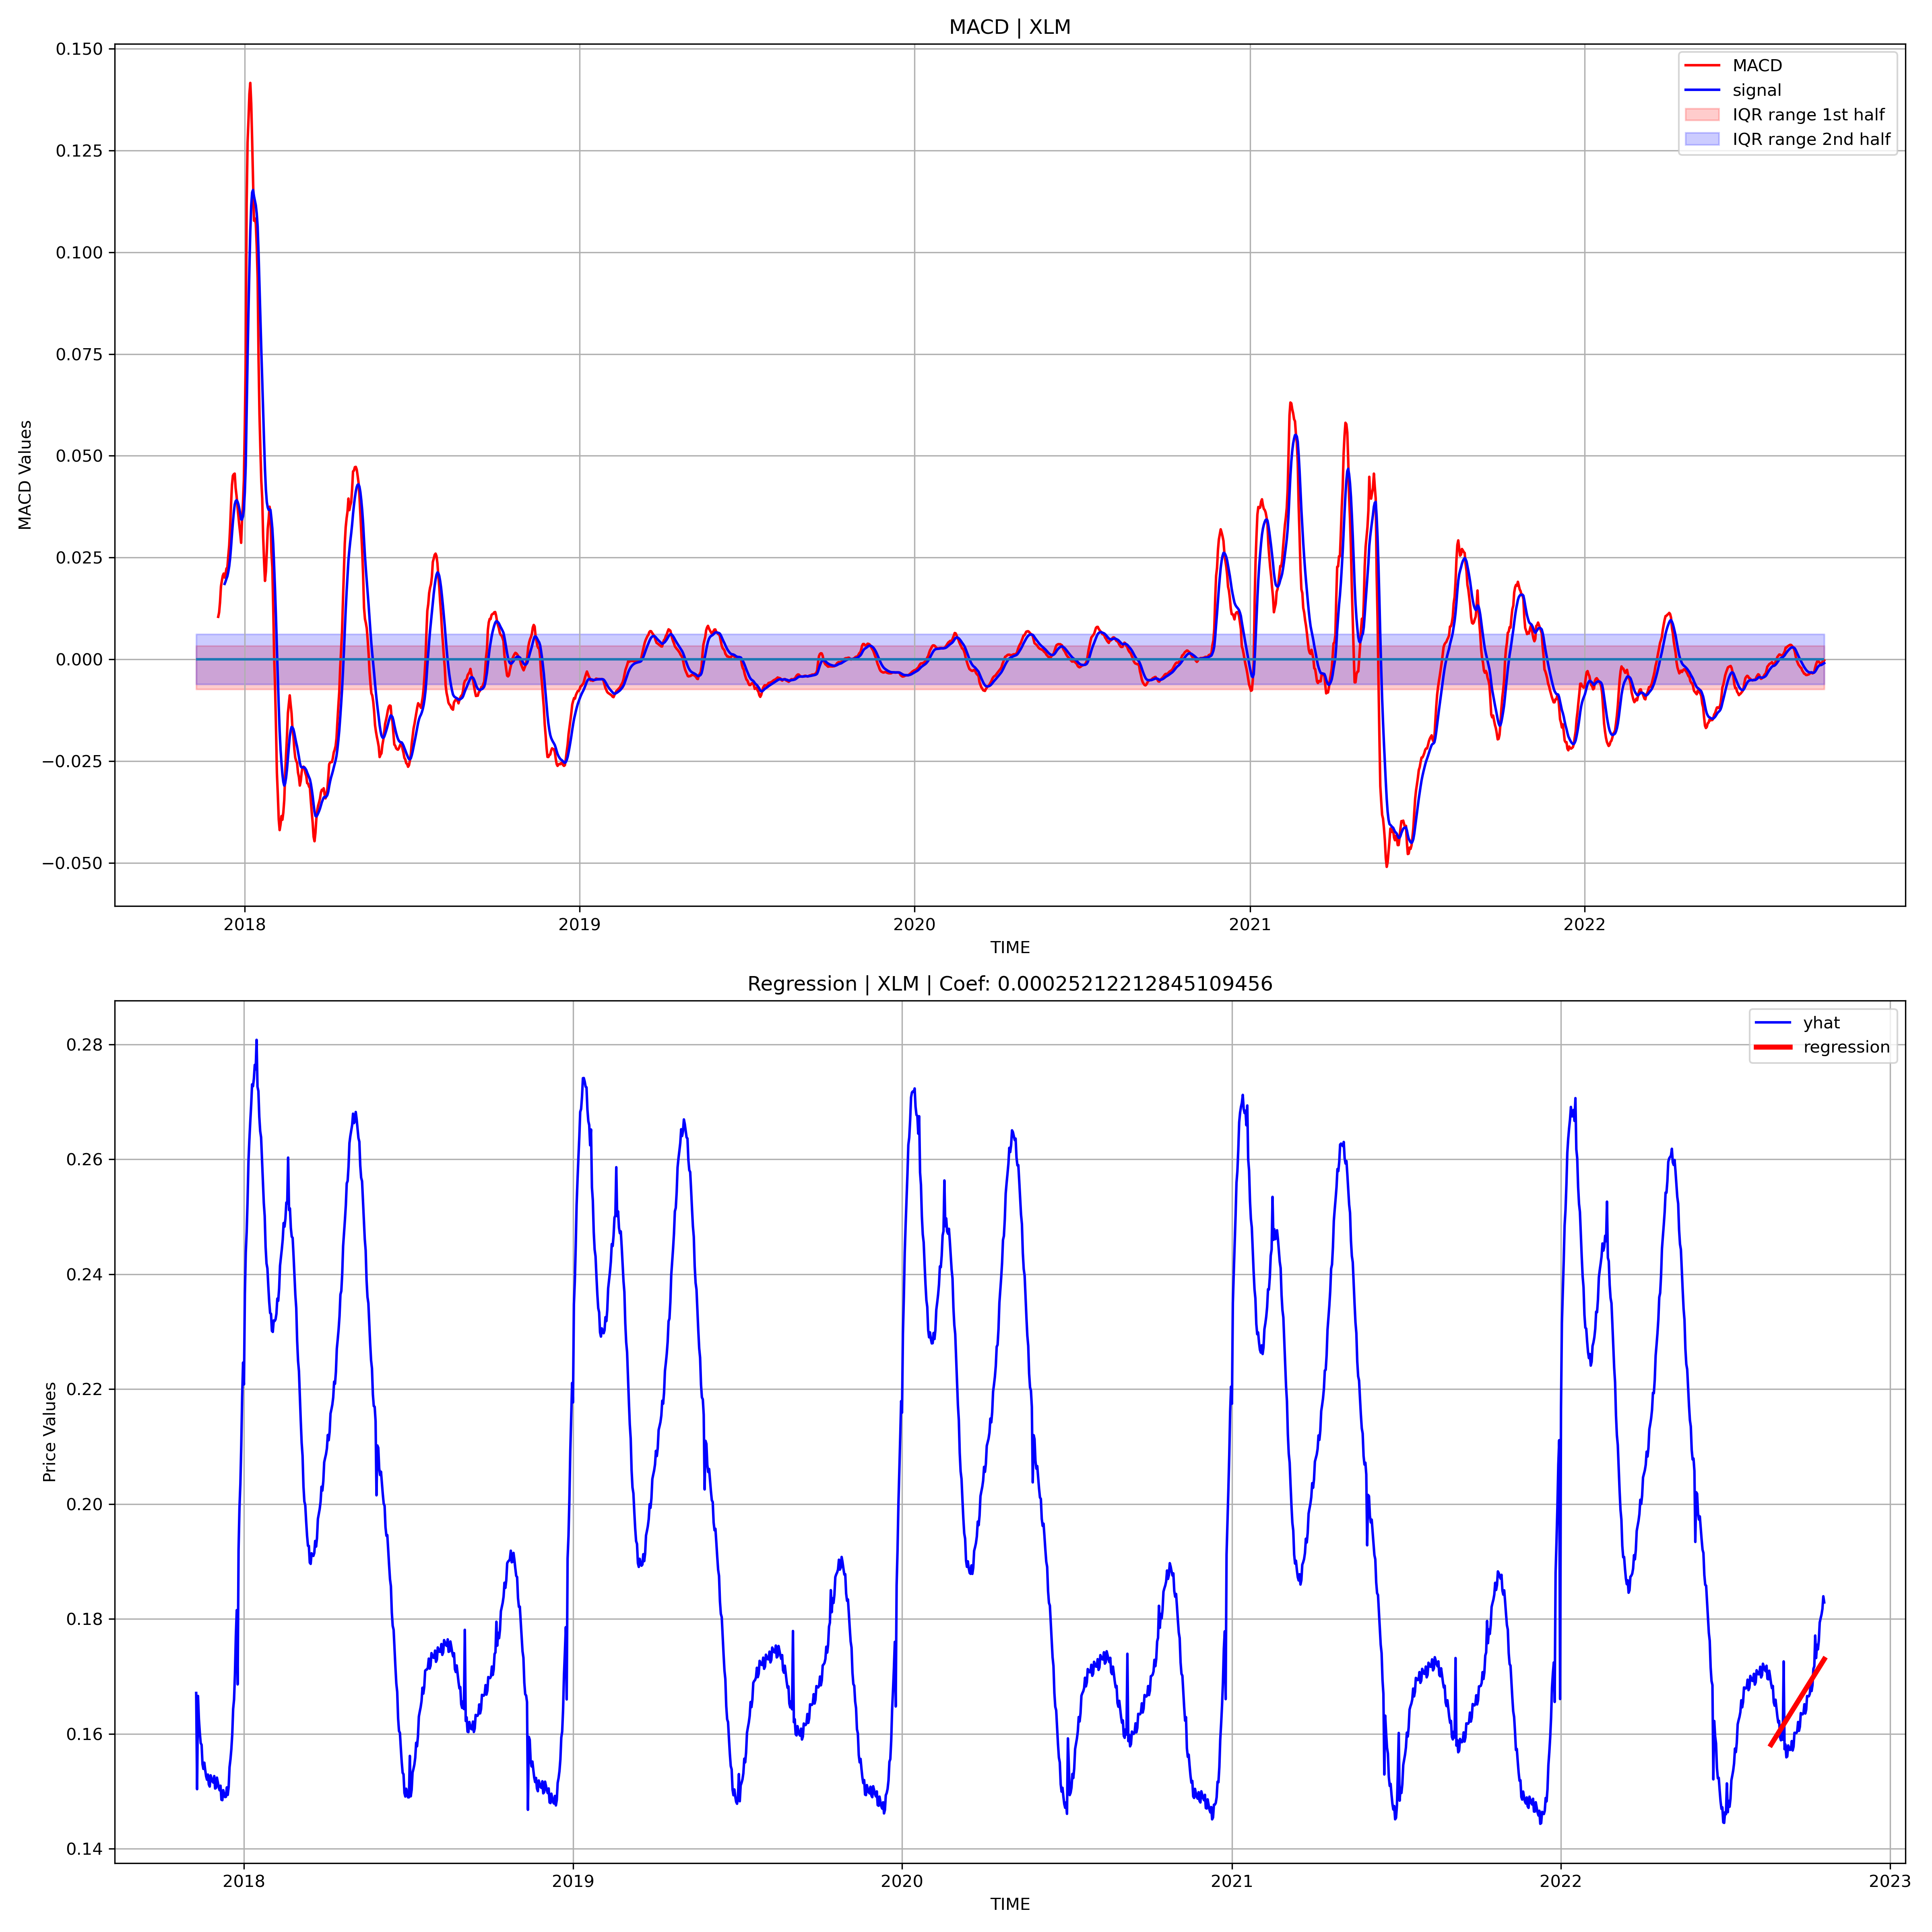 MACD | XLM
0.150
0.125
0.100
0.075
0.050
0.025
0.000
−0.025
−0.050
MACD Values
MACD
signal
IQR range 1st half
IQR range 2nd half
2018 2019 2020 2021 2022
TIME
Regression | XLM | Coef: 0.00025212212845109456
0.28
0.26
0.24
0.22
0.20
0.18
0.16
0.14
Price Values
yhat
regression
2018 2019 2020 2021 2022 2023
TIME